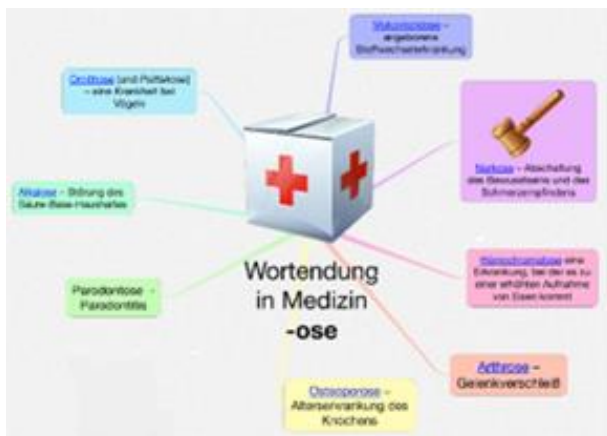 Mukoviszidose –
angeborene
Stoffwechselerkrankung
Ornithose (und Psittakose)
– eine Krankheit bei
Vögeln
Narkose – Abschaltung
des Bewusstseins und des
Schmerzempfindens
Alkalose – Störung des
Säure-Base-Haushaltes
Hämochromatose eine
Erkrankung, bei der es zu
einer erhöhten Aufnahme
von Eisen kommt
Parodontose –
Parodontitis
Wortendung
in Medizin
-ose
Arthrose –
Gelenkverschleiß
Osteoporose –
Alterserkrankung des
Knochens